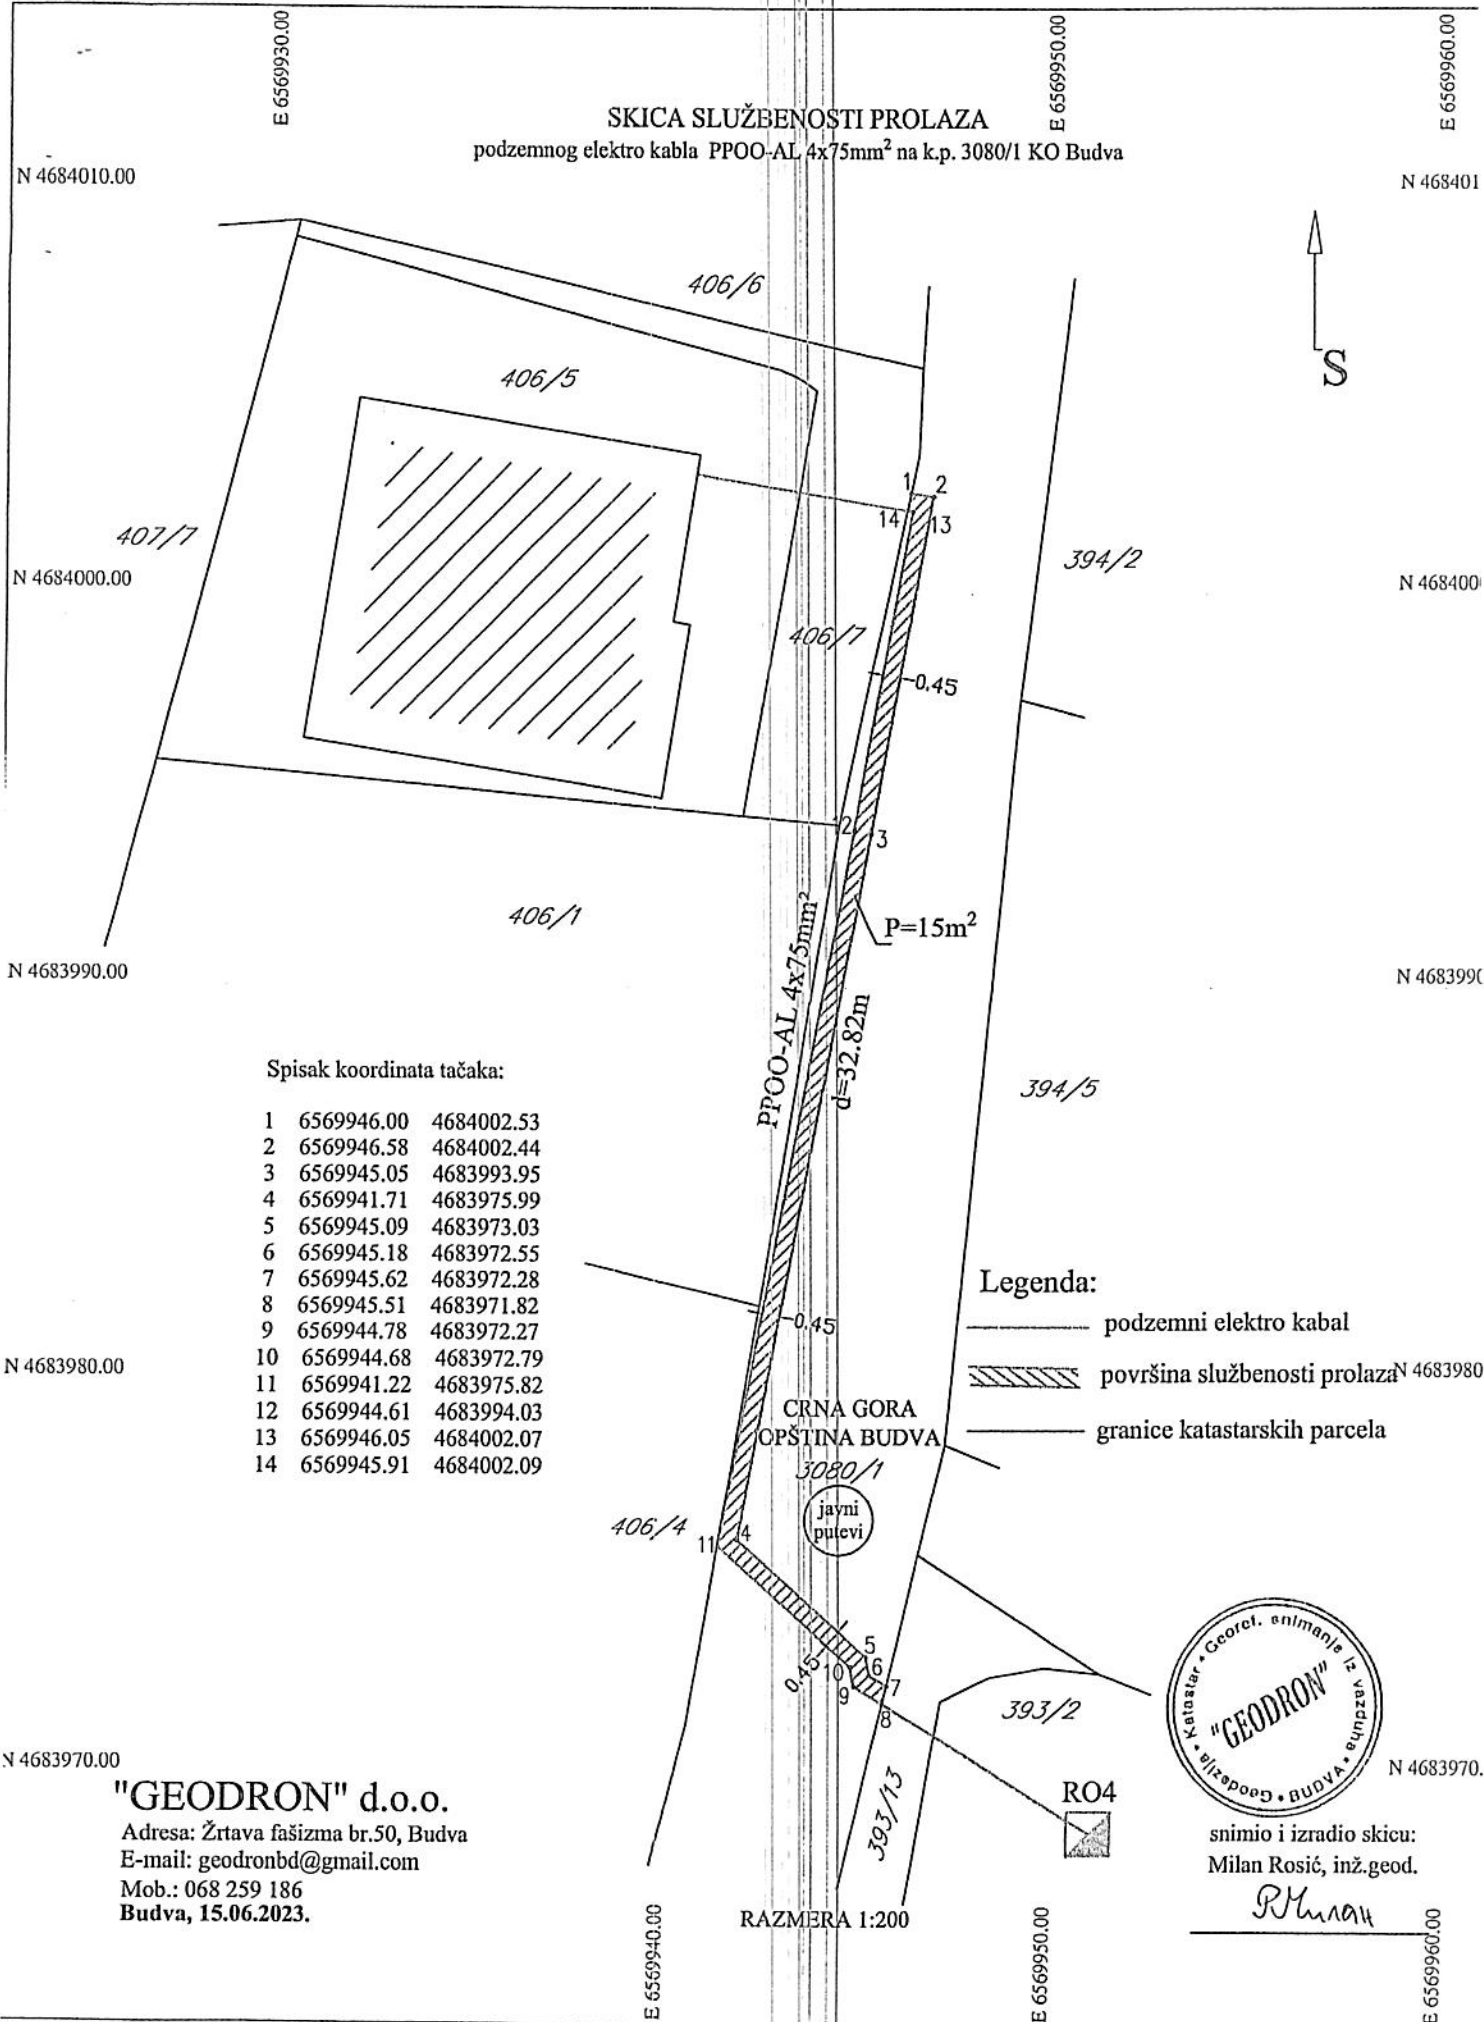 E 6569930.00
E 6569950.00
E 6569960.00
SKICA SLUŽBENOSTI PROLAZA
podzemnog elektro kabla PPOO-AL 4x75mm² na k.p. 3080/1 KO Budva
N 4684010.00
N 468401
406/6
S
406/5
1
2
14
13
407/7
394/2
N 4684000.00
N 468400
406/7
0.45
12
3
406/1
P=15m²
N 4683990.00
N 4683990
PPOO-AL 4x75mm²
d=32.82m
394/5
Spisak koordinata tačaka:
1 6569946.00 4684002.53
2 6569946.58 4684002.44
3 6569945.05 4683993.95
4 6569941.71 4683975.99
5 6569945.09 4683973.03
6 6569945.18 4683972.55
7 6569945.62 4683972.28
8 6569945.51 4683971.82
9 6569944.78 4683972.27
10 6569944.68 4683972.79
11 6569941.22 4683975.82
12 6569944.61 4683994.03
13 6569946.05 4684002.07
14 6569945.91 4684002.09
Legenda:
podzemni elektro kabal
0.45
N 4683980.00
površina službenosti prolaza
N 4683980
granice katastarskih parcela
CRNA GORA
OPŠTINA BUDVA
3080/1
javni
putevi
406/4
11
4
5
6
7
8
9
10
0.45
393/2
393/13
RO4
Geodezija • Katastar • Georef. snimanje iz vazduha • BUDVA •
"GEODRON"
N 4683970.00
N 4683970.
"GEODRON" d.o.o.
Adresa: Žrtava fašizma br.50, Budva
E-mail: geodronbd@gmail.com
Mob.: 068 259 186
Budva, 15.06.2023.
snimio i izradio skicu:
Milan Rosić, inž.geod.
RAZMERA 1:200
E 6569940.00
E 6569950.00
E 6569960.00